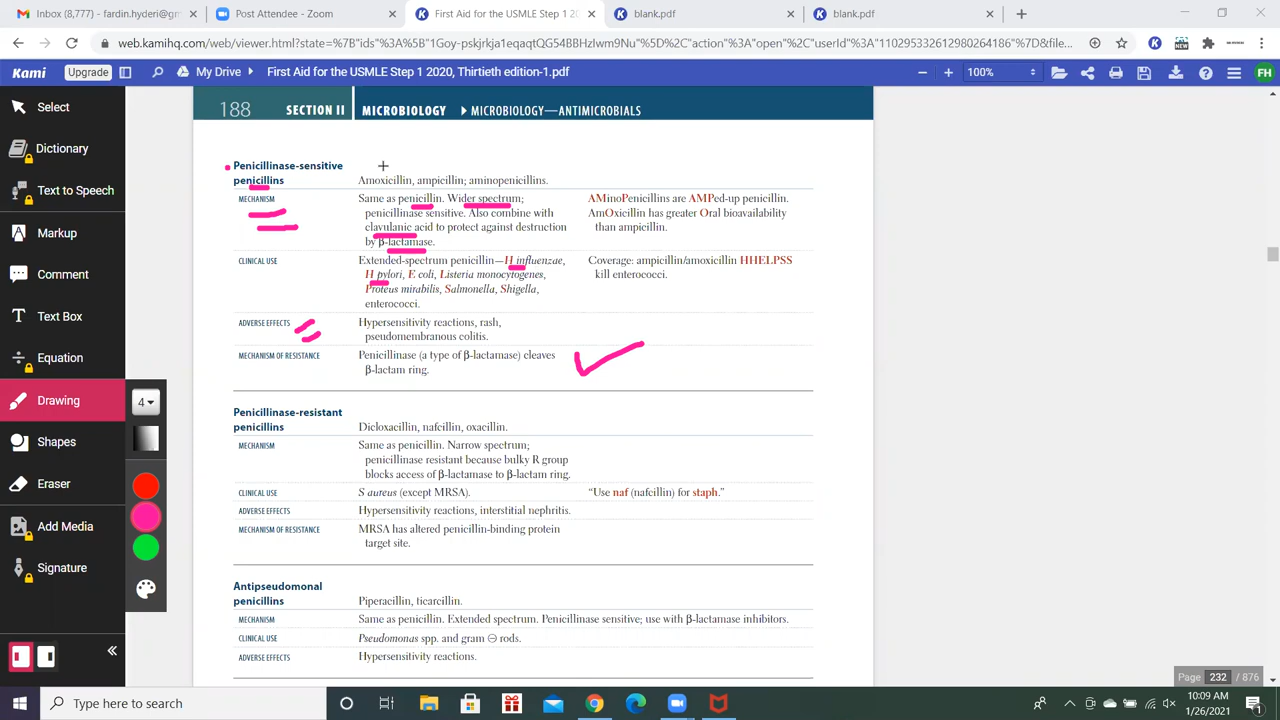 Inbox (8,777) - fardin.hyderi@gm
Post Attendee - Zoom
First Aid for the USMLE Step 1 202
blank.pdf
blank.pdf
web.kamihq.com/web/viewer.html?state=%7B"ids"%3A%5B"1Goy-pskjrkja1eqaqtQG54BBHzIwm9Nu"%5D%2C"action"%3A"open"%2C"userId"%3A"110295332612980264186"%7D&file...
NEW
Kami
Upgrade
My Drive
First Aid for the USMLE Step 1 2020, Thirtieth edition-1.pdf
100%
FH
Select
Dictionary
Text to Speech
Markup
Comment
Text Box
Equation
Drawing
Shapes
Eraser
Add Media
Signature
4
188 SECTION II MICROBIOLOGY MICROBIOLOGY—ANTIMICROBIALS
Penicillinase-sensitive
penicillins Amoxicillin, ampicillin; aminopenicillins.
MECHANISM Same as penicillin. Wider spectrum; AMinoPenicillins are AMPed-up penicillin.
penicillinase sensitive. Also combine with AmOxicillin has greater Oral bioavailability
clavulanic acid to protect against destruction than ampicillin.
by β-lactamase.
CLINICAL USE Extended-spectrum penicillin—H influenzae, Coverage: ampicillin/amoxicillin HHELPSS
H pylori, E coli, Listeria monocytogenes, kill enterococci.
Proteus mirabilis, Salmonella, Shigella,
enterococci.
ADVERSE EFFECTS Hypersensitivity reactions, rash,
pseudomembranous colitis.
MECHANISM OF RESISTANCE Penicillinase (a type of β-lactamase) cleaves
β-lactam ring.
Penicillinase-resistant
penicillins Dicloxacillin, nafcillin, oxacillin.
MECHANISM Same as penicillin. Narrow spectrum;
penicillinase resistant because bulky R group
blocks access of β-lactamase to β-lactam ring.
CLINICAL USE S aureus (except MRSA). “Use naf (nafcillin) for staph.”
ADVERSE EFFECTS Hypersensitivity reactions, interstitial nephritis.
MECHANISM OF RESISTANCE MRSA has altered penicillin-binding protein
target site.
Antipseudomonal
penicillins Piperacillin, ticarcillin.
MECHANISM Same as penicillin. Extended spectrum. Penicillinase sensitive; use with β-lactamase inhibitors.
CLINICAL USE Pseudomonas spp. and gram ⊖ rods.
ADVERSE EFFECTS Hypersensitivity reactions.
Page 232 / 876
Type here to search
10:09 AM
1/26/2021
1